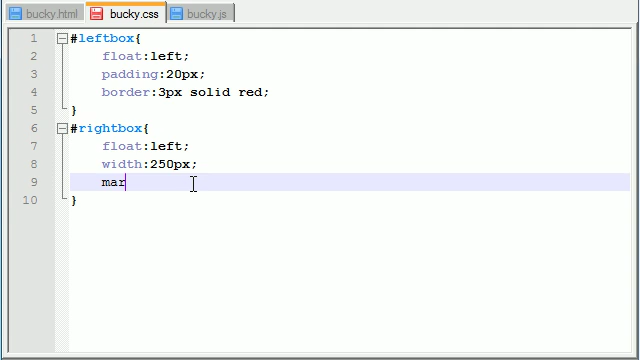 bucky.html bucky.css bucky.js
1 #leftbox{
2 float:left;
3 padding:20px;
4 border:3px solid red;
5 }
6 #rightbox{
7 float:left;
8 width:250px;
9 mar
10 }